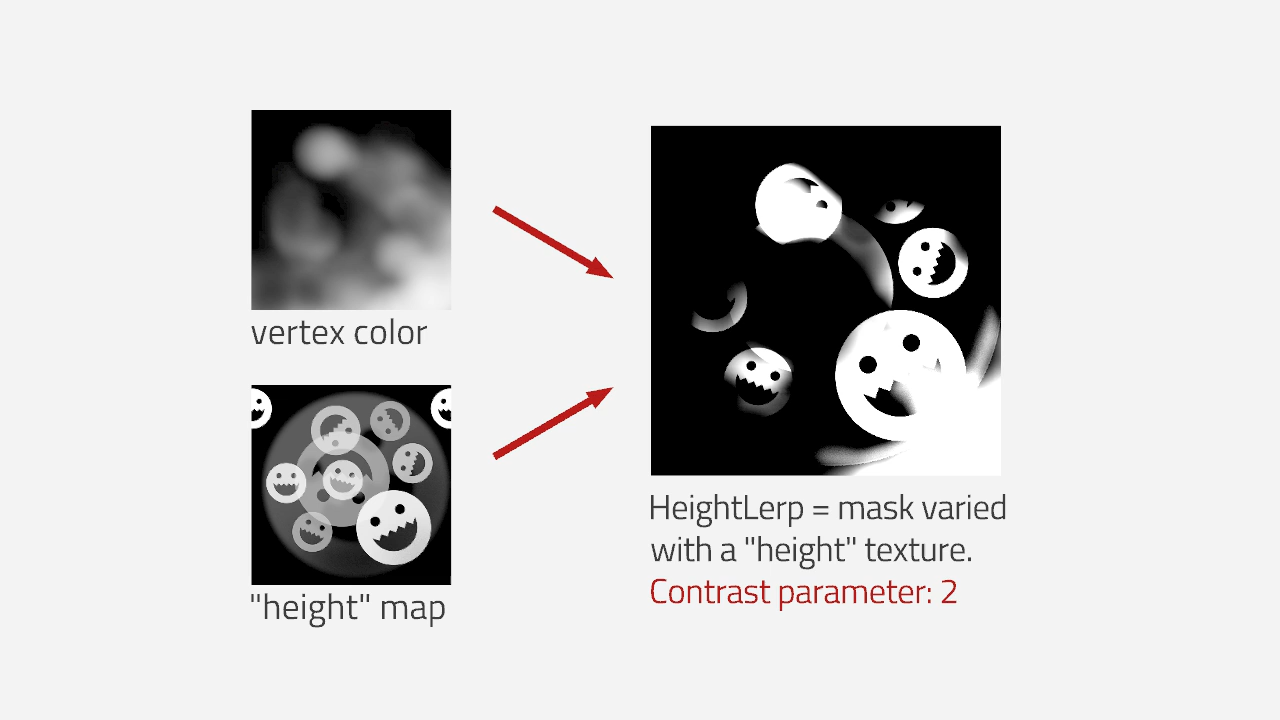 vertex color
"height" map
HeightLerp = mask varied
with a "height" texture.
Contrast parameter: 2